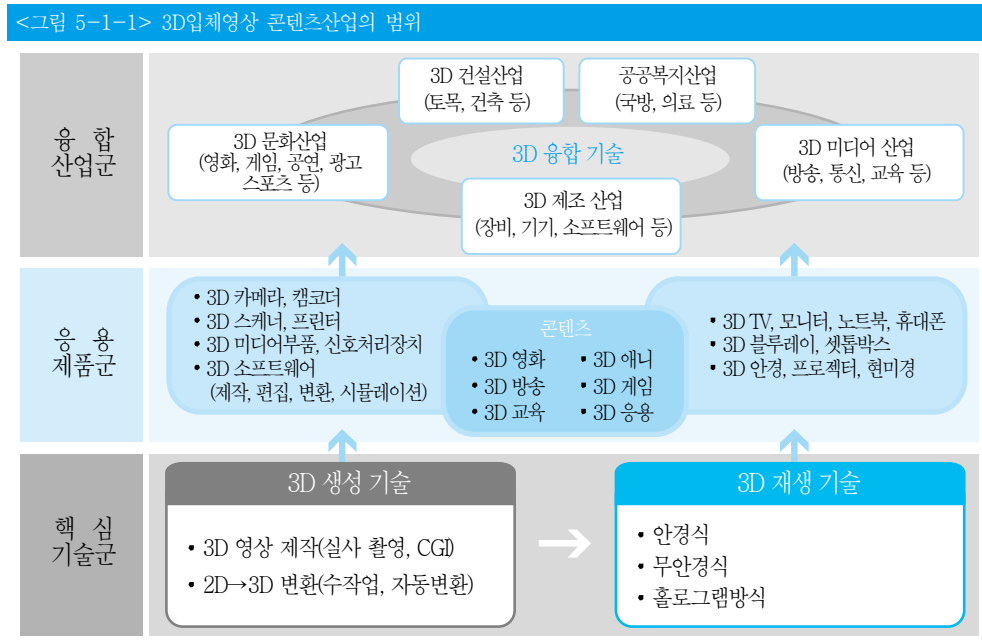 <그림 5-1-1> 3D입체영상 콘텐츠산업의 범위
융 합
산업군
3D 건설산업
(토목, 건축 등)
공공복지산업
(국방, 의료 등)
3D 문화산업
(영화, 게임, 공연, 광고
스포츠 등)
3D 융합 기술
3D 미디어 산업
(방송, 통신, 교육 등)
3D 제조 산업
(장비, 기기, 소프트웨어 등)
응 용
제품군
• 3D 카메라, 캠코더
• 3D 스케너, 프린터
• 3D 미디어부품, 신호처리장치
• 3D 소프트웨어
(제작, 편집, 변환, 시뮬레이션)
콘텐츠
• 3D 영화 • 3D 애니
• 3D 방송 • 3D 게임
• 3D 교육 • 3D 응용
• 3D TV, 모니터, 노트북, 휴대폰
• 3D 블루레이, 셋톱박스
• 3D 안경, 프로젝터, 현미경
핵 심
기술군
3D 생성 기술
• 3D 영상 제작(실사 촬영, CGI)
• 2D→3D 변환(수작업, 자동변환)
3D 재생 기술
• 안경식
• 무안경식
• 홀로그램방식